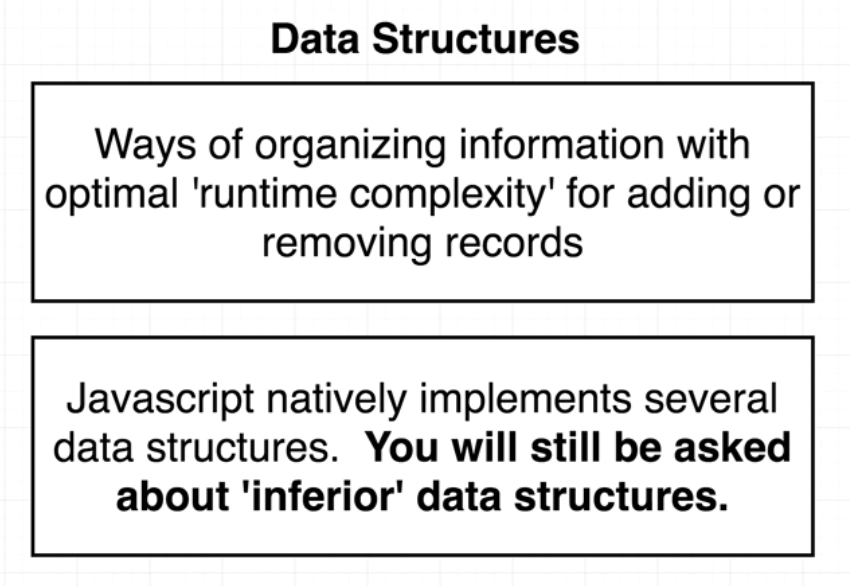 Data Structures
Ways of organizing information with
optimal 'runtime complexity' for adding or
removing records
Javascript natively implements several
data structures.  You will still be asked
about 'inferior' data structures.